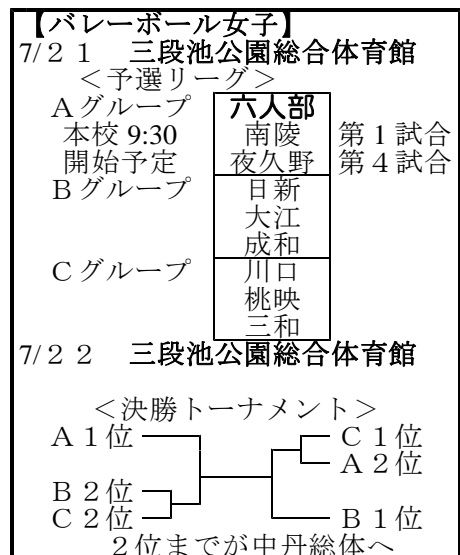 【バレーボール女子】
7/２１　三段池公園総合体育館
＜予選リーグ＞
Ａグループ　六人部
本校 9:30　南陵　第１試合
開始予定　夜久野　第４試合
Ｂグループ　日新
大江
成和
Ｃグループ　川口
桃映
三和
7/２２　三段池公園総合体育館
＜決勝トーナメント＞
Ａ１位　Ｃ１位
Ａ２位
Ｂ２位
Ｃ２位　Ｂ１位
２位までが中丹総体へ